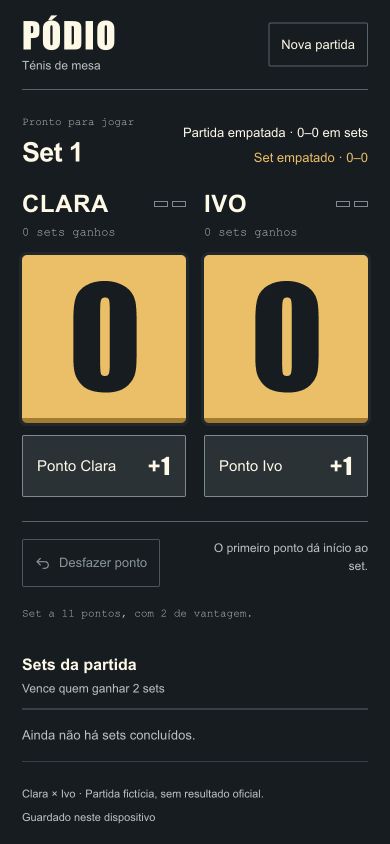 PÓDIO
Ténis de mesa
Nova partida
Pronto para jogar
Set 1
Partida empatada · 0–0 em sets
Set empatado · 0–0
CLARA
0 sets ganhos
IVO
0 sets ganhos
0
0
Ponto Clara +1
Ponto Ivo +1
Desfazer ponto
O primeiro ponto dá início ao
set.
Set a 11 pontos, com 2 de vantagem.
Sets da partida
Vence quem ganhar 2 sets
Ainda não há sets concluídos.
Clara × Ivo · Partida fictícia, sem resultado oficial.
Guardado neste dispositivo